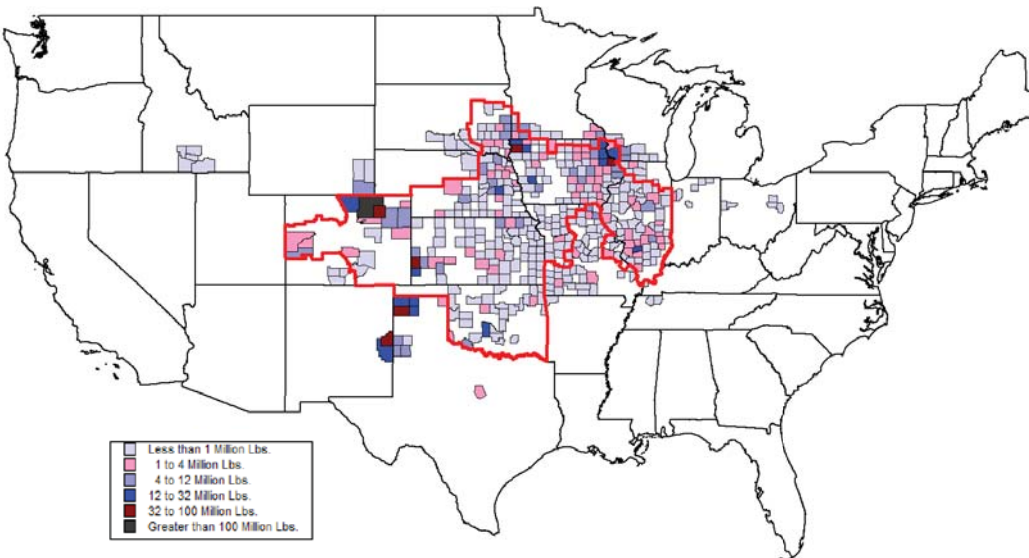 Less than 1 Million Lbs.
1 to 4 Million Lbs.
4 to 12 Million Lbs.
12 to 32 Million Lbs.
32 to 100 Million Lbs.
Greater than 100 Million Lbs.